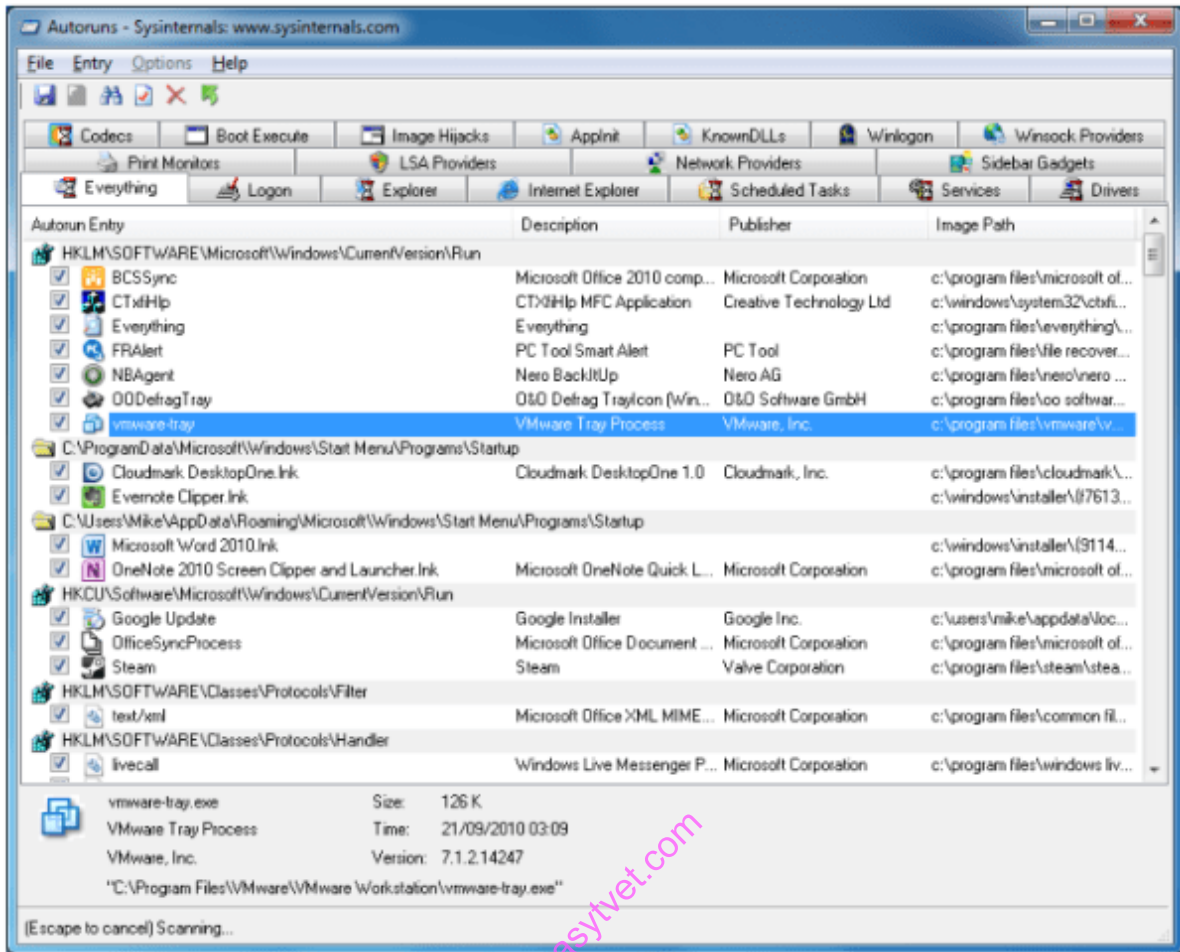 Autoruns - Sysinternals: www.sysinternals.com
File Entry Options Help
Codecs Boot Execute Image Hijacks AppInit KnownDLLs Winlogon Winsock Providers
Print Monitors LSA Providers Network Providers Sidebar Gadgets
Everything Logon Explorer Internet Explorer Scheduled Tasks Services Drivers
Autorun Entry Description Publisher Image Path
HKLM\SOFTWARE\Microsoft\Windows\CurrentVersion\Run
BCSSync Microsoft Office 2010 comp... Microsoft Corporation c:\program files\microsoft of...
CTxfiHlp CTXfiHlp MFC Application Creative Technology Ltd c:\windows\system32\ctxfi...
Everything Everything c:\program files\everything\...
FRAlert PC Tool Smart Alert PC Tool c:\program files\file recover...
NBAgent Nero BackItUp Nero AG c:\program files\nero\nero ...
OODefragTray O&O Defrag TrayIcon (Win... O&O Software GmbH c:\program files\oo softwar...
vmware-tray VMware Tray Process VMware, Inc. c:\program files\vmware\v...
C:\ProgramData\Microsoft\Windows\Start Menu\Programs\Startup
Cloudmark DesktopOne.lnk Cloudmark DesktopOne 1.0 Cloudmark, Inc. c:\program files\cloudmark\...
Evernote Clipper.lnk c:\windows\installer\{f7613...
C:\Users\Mike\AppData\Roaming\Microsoft\Windows\Start Menu\Programs\Startup
Microsoft Word 2010.lnk c:\windows\installer\{9114...
OneNote 2010 Screen Clipper and Launcher.lnk Microsoft OneNote Quick L... Microsoft Corporation c:\program files\microsoft of...
HKCU\Software\Microsoft\Windows\CurrentVersion\Run
Google Update Google Installer Google Inc. c:\users\mike\appdata\loc...
OfficeSyncProcess Microsoft Office Document ... Microsoft Corporation c:\program files\microsoft of...
Steam Steam Valve Corporation c:\program files\steam\stea...
HKLM\SOFTWARE\Classes\Protocols\Filter
text/xml Microsoft Office XML MIME... Microsoft Corporation c:\program files\common fil...
HKLM\SOFTWARE\Classes\Protocols\Handler
livecall Windows Live Messenger P... Microsoft Corporation c:\program files\windows liv...
vmware-tray.exe Size: 126 K
VMware Tray Process Time: 21/09/2010 03:09
VMware, Inc. Version: 7.1.2.14247
"C:\Program Files\VMware\VMware Workstation\vmware-tray.exe"
(Escape to cancel) Scanning...
asytvet.com